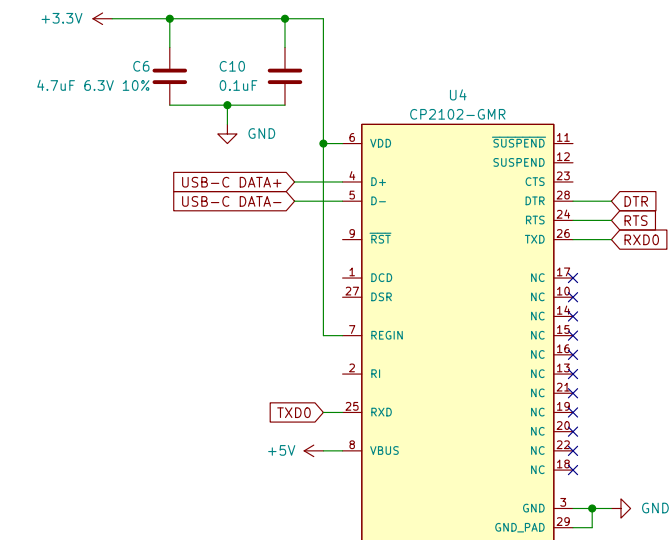 +3.3V
C6
4.7uF 6.3V 10%
C10
0.1uF
GND
U4
CP2102-GMR
6 VDD
SUSPEND 11
SUSPEND 12
USB-C DATA+ 4 D+
CTS 23
USB-C DATA- 5 D-
DTR 28 DTR
RTS 24 RTS
9 RST
TXD 26 RXD0
1 DCD
NC 17
27 DSR
NC 10
NC 14
7 REGIN
NC 15
NC 16
2 RI
NC 13
NC 21
TXD0 25 RXD
NC 19
NC 20
+5V 8 VBUS
NC 22
NC 18
GND 3 GND
GND_PAD 29